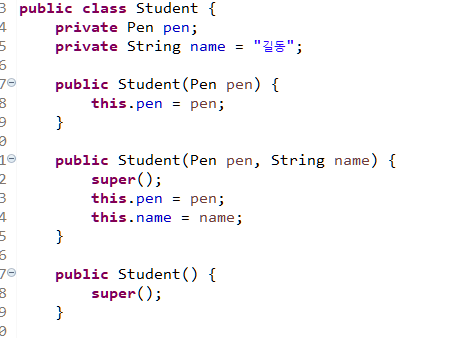 3 public class Student {
4     private Pen pen;
5     private String name = "길동";
6
7     public Student(Pen pen) {
8         this.pen = pen;
9     }
0
1     public Student(Pen pen, String name) {
2         super();
3         this.pen = pen;
4         this.name = name;
5     }
6
7     public Student() {
8         super();
9     }
0